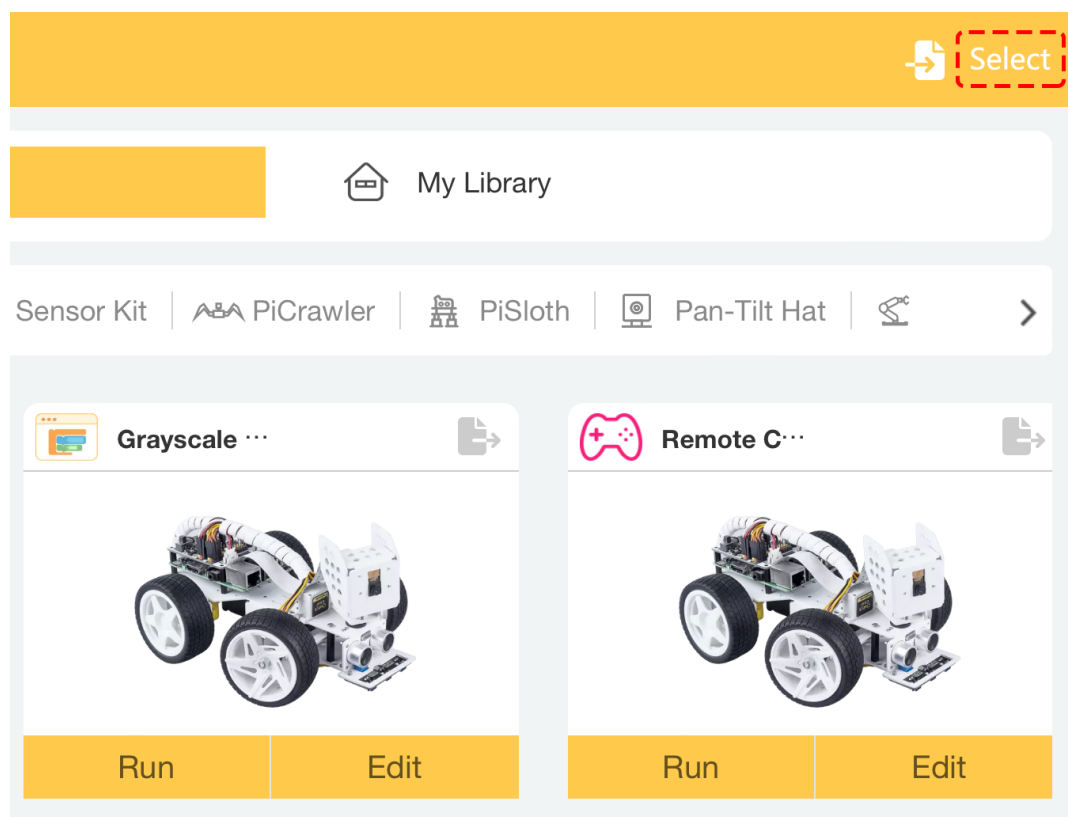 Select
My Library
Sensor Kit PiCrawler PiSloth Pan-Tilt Hat
Grayscale ··· Remote C···
Run Edit Run Edit